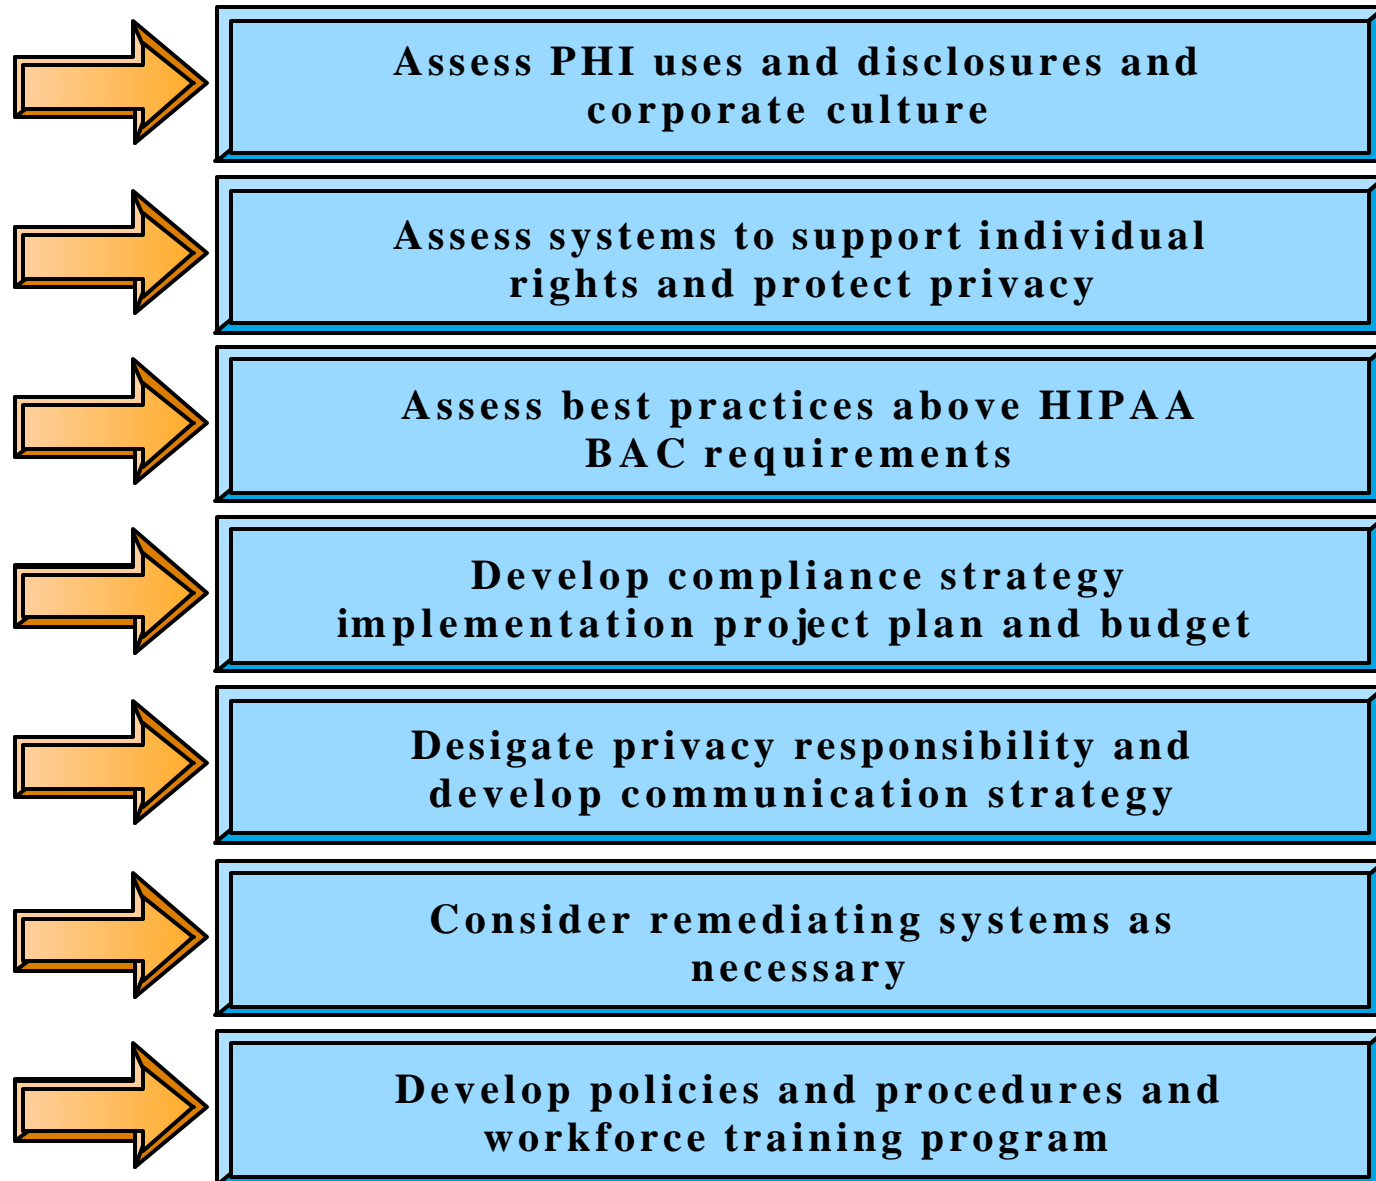 Assess PHI uses and disclosures and
corporate culture
Assess systems to support individual
rights and protect privacy
Assess best practices above HIPAA
BAC requirements
Develop compliance strategy
implementation project plan and budget
Desigate privacy responsibility and
develop communication strategy
Consider remediating systems as
necessary
Develop policies and procedures and
workforce training program